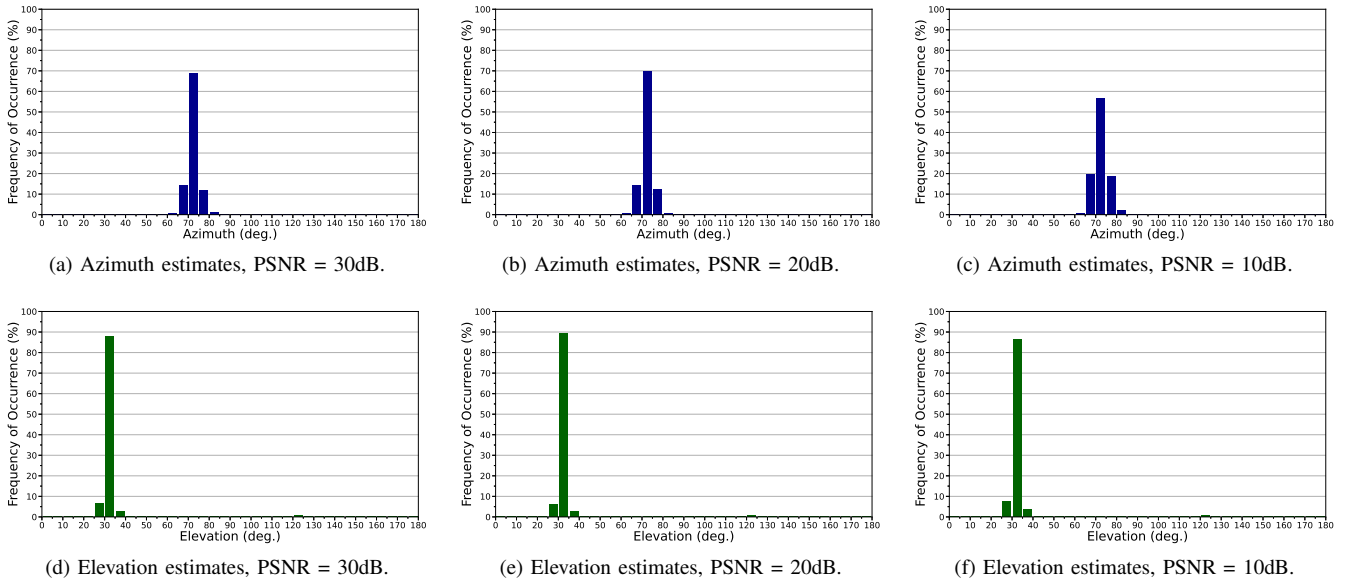 Frequency of Occurrence (%)
100
90
80
70
60
50
40
30
20
10
0
0 10 20 30 40 50 60 70 80 90 100 110 120 130 140 150 160 170 180
Azimuth (deg.)
(a) Azimuth estimates, PSNR = 30dB.
Frequency of Occurrence (%)
100
90
80
70
60
50
40
30
20
10
0
0 10 20 30 40 50 60 70 80 90 100 110 120 130 140 150 160 170 180
Azimuth (deg.)
(b) Azimuth estimates, PSNR = 20dB.
Frequency of Occurrence (%)
100
90
80
70
60
50
40
30
20
10
0
0 10 20 30 40 50 60 70 80 90 100 110 120 130 140 150 160 170 180
Azimuth (deg.)
(c) Azimuth estimates, PSNR = 10dB.
Frequency of Occurrence (%)
100
90
80
70
60
50
40
30
20
10
0
0 10 20 30 40 50 60 70 80 90 100 110 120 130 140 150 160 170 180
Elevation (deg.)
(d) Elevation estimates, PSNR = 30dB.
Frequency of Occurrence (%)
100
90
80
70
60
50
40
30
20
10
0
0 10 20 30 40 50 60 70 80 90 100 110 120 130 140 150 160 170 180
Elevation (deg.)
(e) Elevation estimates, PSNR = 20dB.
Frequency of Occurrence (%)
100
90
80
70
60
50
40
30
20
10
0
0 10 20 30 40 50 60 70 80 90 100 110 120 130 140 150 160 170 180
Elevation (deg.)
(f) Elevation estimates, PSNR = 10dB.